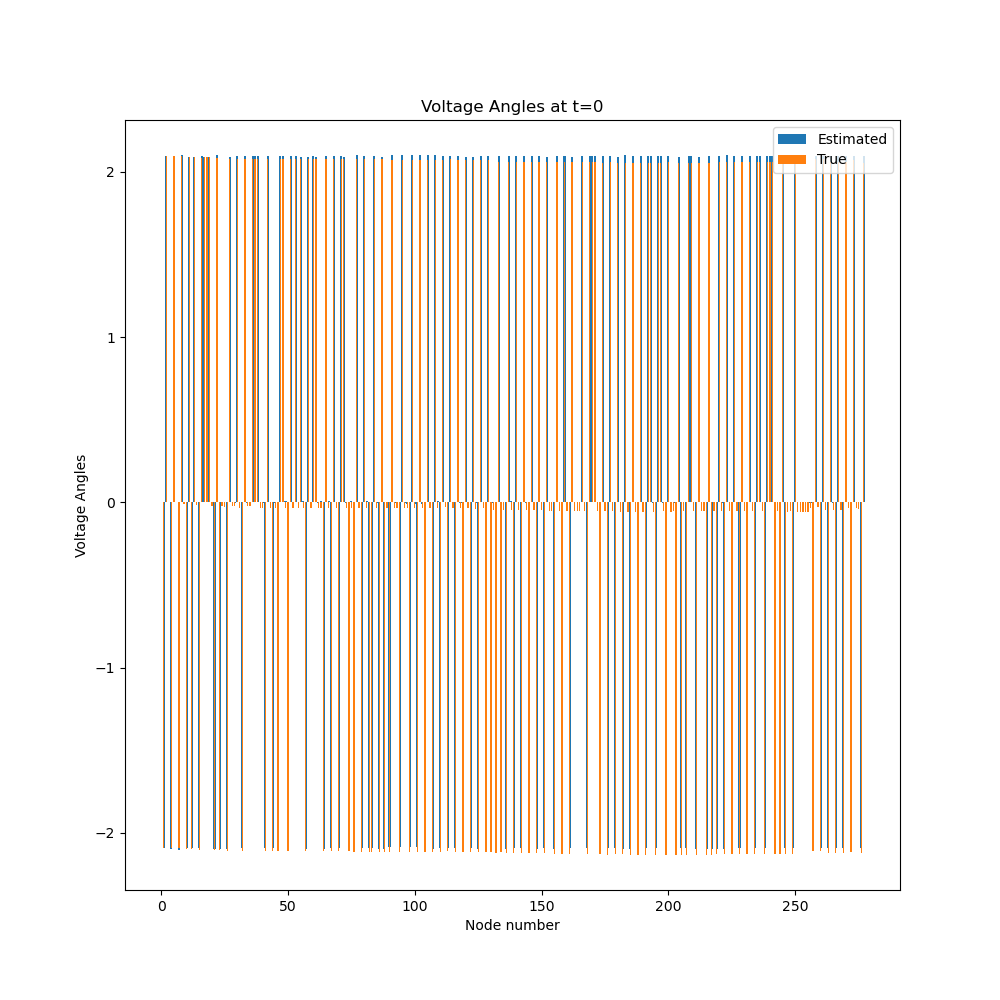 Voltage Angles at t=0
Estimated
True
2
1
0
−1
−2
Voltage Angles
0 50 100 150 200 250
Node number